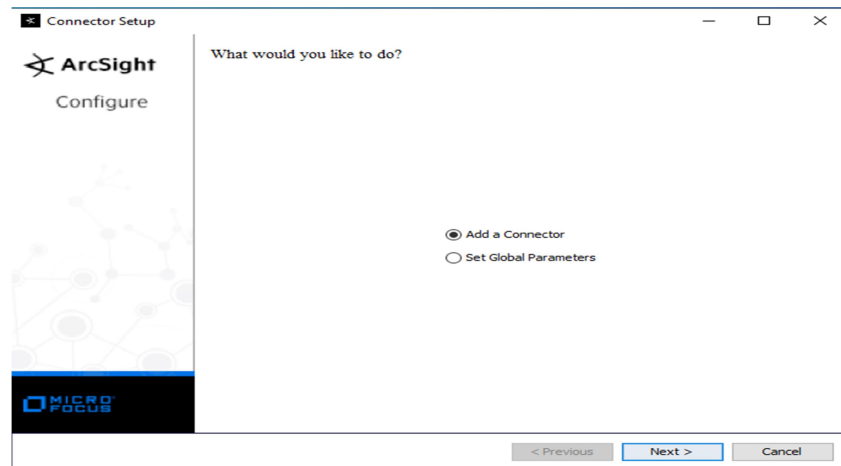 Connector Setup
ArcSight
Configure
What would you like to do?
Add a Connector
Set Global Parameters
MICRO
FOCUS
< Previous
Next >
Cancel